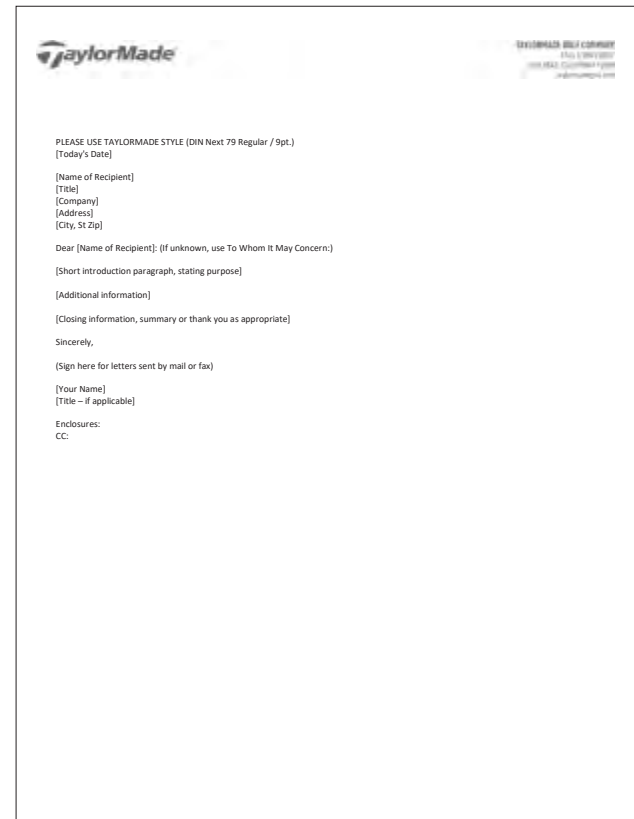 TaylorMade
TAYLORMADE GOLF COMPANY
PLEASE USE TAYLORMADE STYLE (DIN Next 79 Regular / 9pt.)
[Today's Date]
[Name of Recipient]
[Title]
[Company]
[Address]
[City, St Zip]
Dear [Name of Recipient]: (If unknown, use To Whom It May Concern:)
[Short introduction paragraph, stating purpose]
[Additional information]
[Closing information, summary or thank you as appropriate]
Sincerely,
(Sign here for letters sent by mail or fax)
[Your Name]
[Title – if applicable]
Enclosures:
CC: